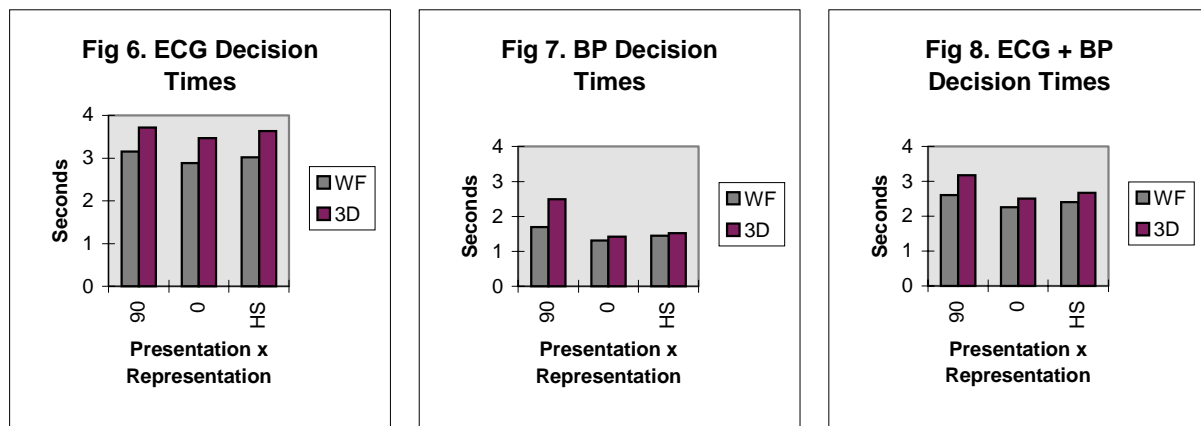 Fig 6. ECG Decision
Times
4
3
2
1
0
Seconds
90
0
HS
WF
3D
Presentation x
Representation
Fig 7. BP Decision
Times
4
3
2
1
0
Seconds
90
0
HS
WF
3D
Presentation x
Representation
Fig 8. ECG + BP
Decision Times
4
3
2
1
0
Seconds
90
0
HS
WF
3D
Presentation x
Representation